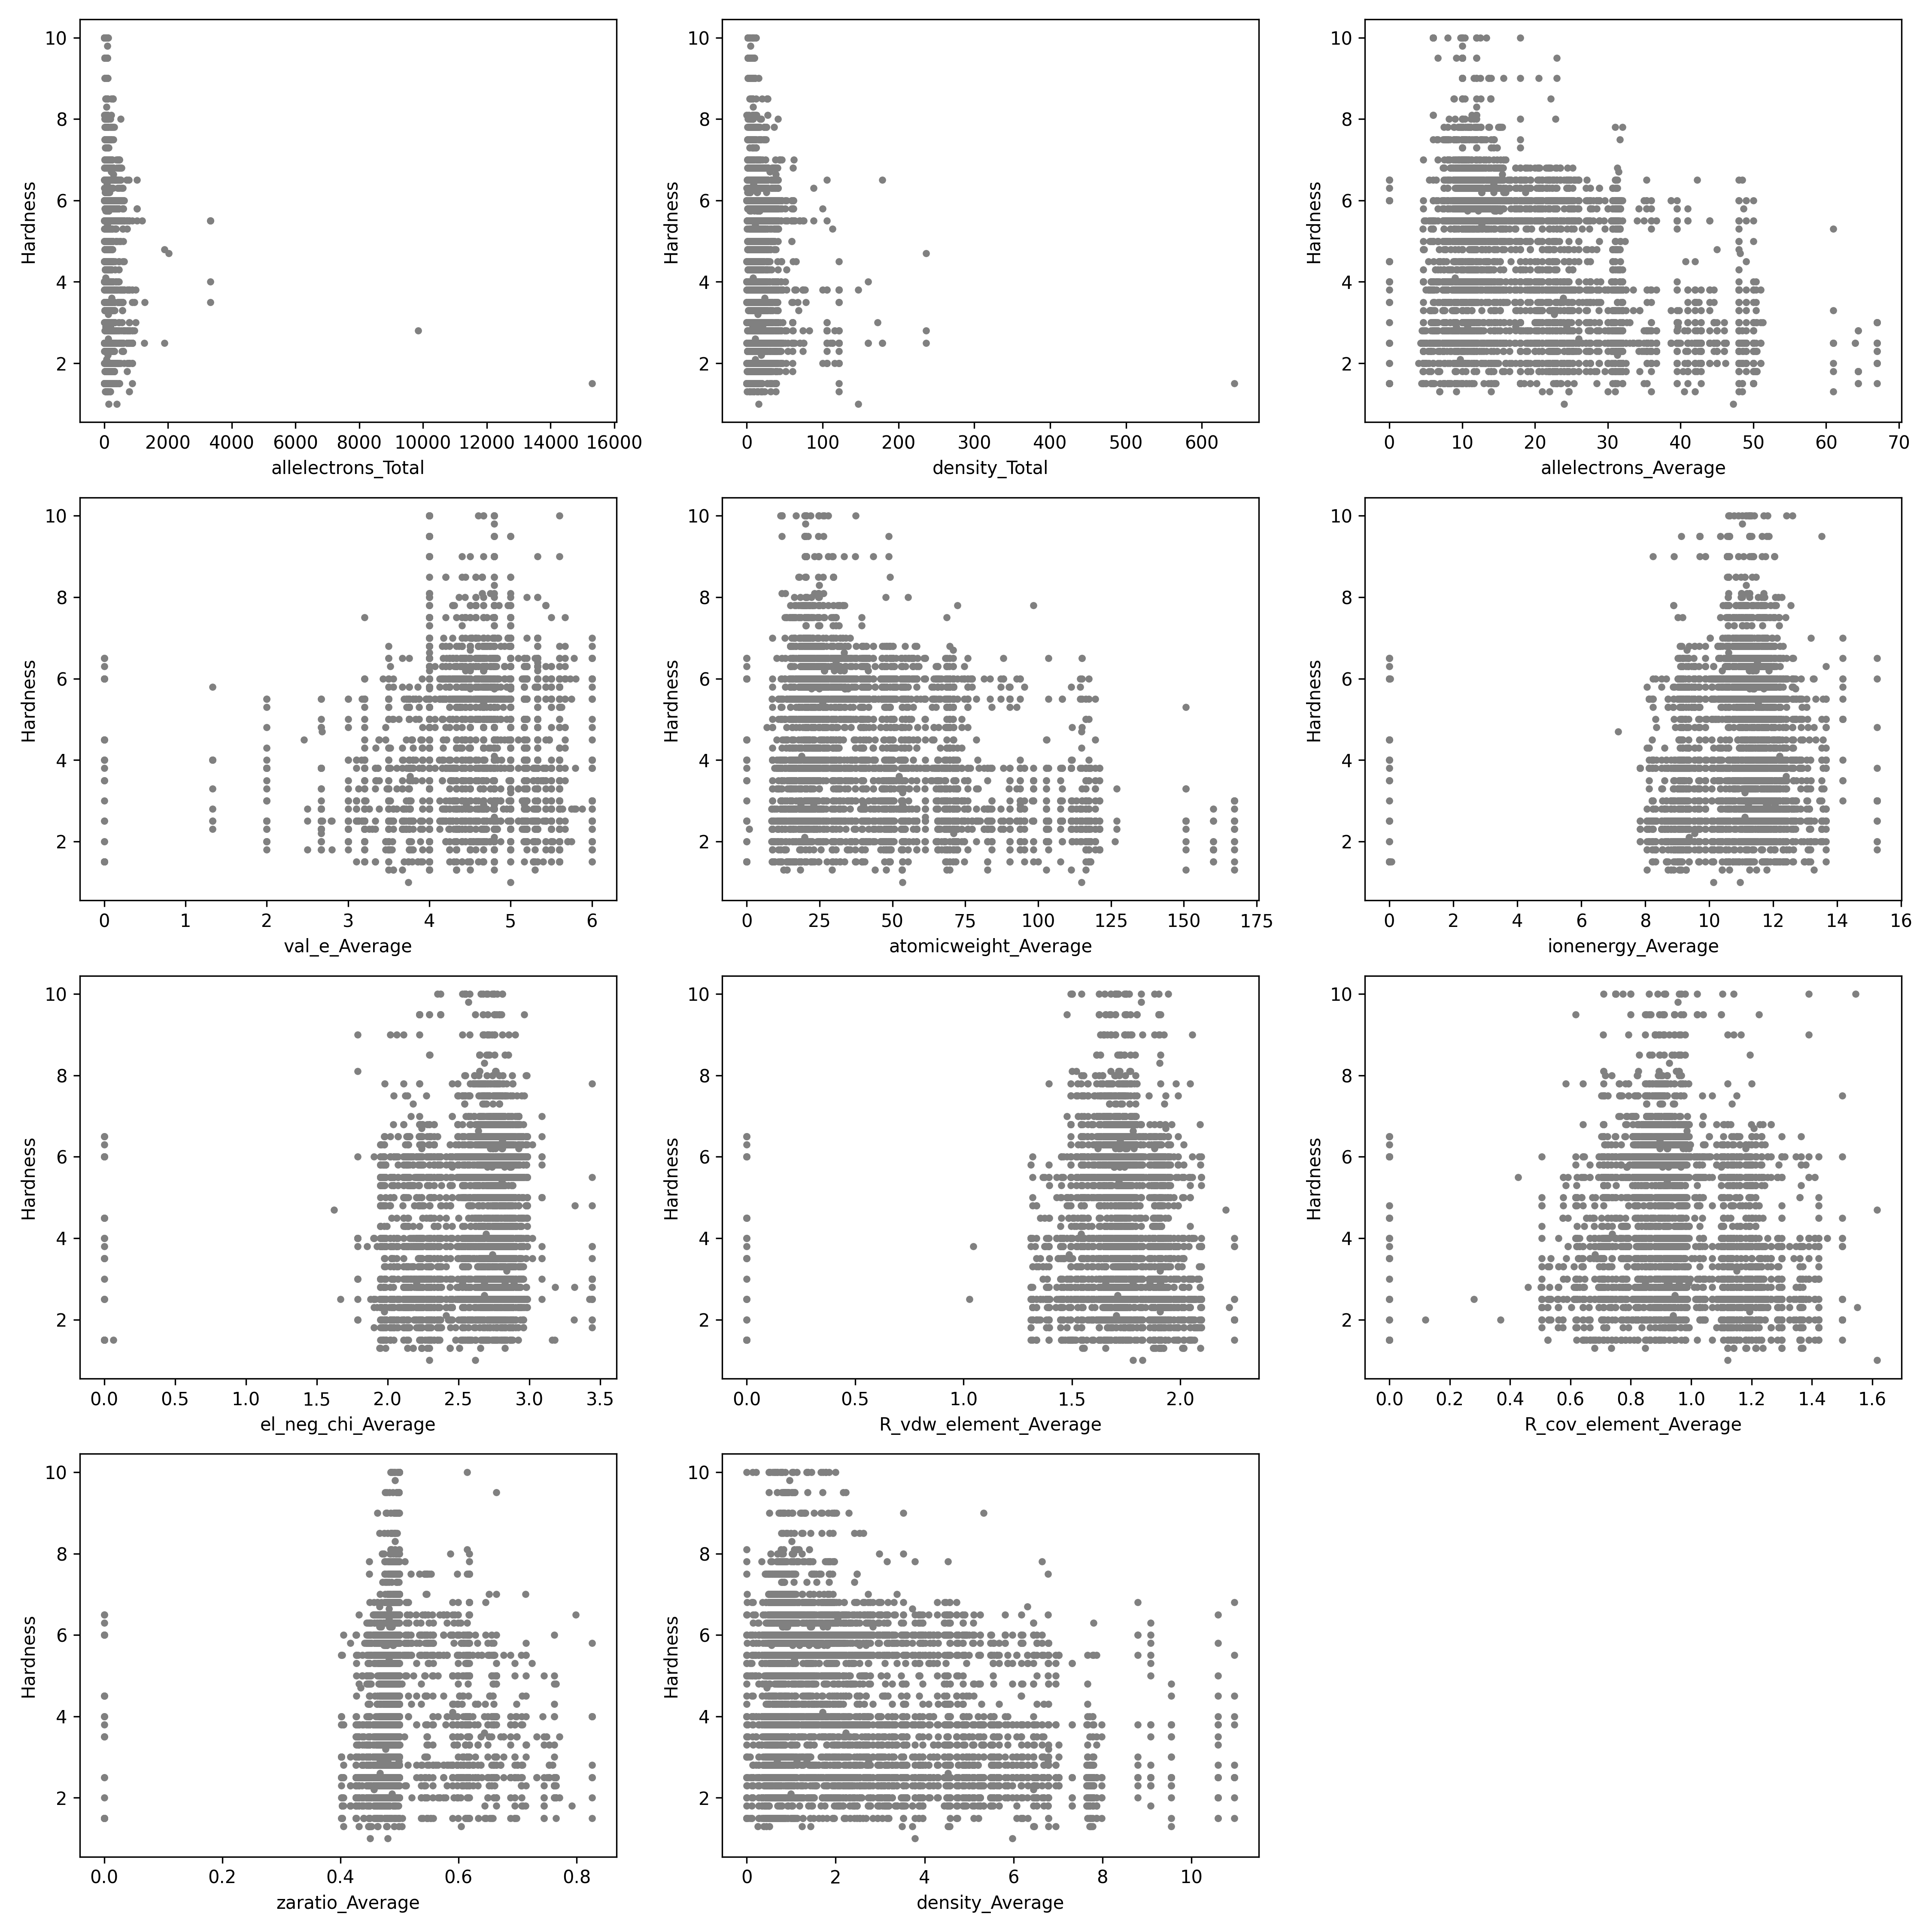 10
8
6
4
2
Hardness
0 2000 4000 6000 8000 10000 12000 14000 16000
allelectrons_Total
10
8
6
4
2
Hardness
0 100 200 300 400 500 600
density_Total
10
8
6
4
2
Hardness
0 10 20 30 40 50 60 70
allelectrons_Average
10
8
6
4
2
Hardness
0 1 2 3 4 5 6
val_e_Average
10
8
6
4
2
Hardness
0 25 50 75 100 125 150 175
atomicweight_Average
10
8
6
4
2
Hardness
0 2 4 6 8 10 12 14 16
ionenergy_Average
10
8
6
4
2
Hardness
0.0 0.5 1.0 1.5 2.0 2.5 3.0 3.5
el_neg_chi_Average
10
8
6
4
2
Hardness
0.0 0.5 1.0 1.5 2.0
R_vdw_element_Average
10
8
6
4
2
Hardness
0.0 0.2 0.4 0.6 0.8 1.0 1.2 1.4 1.6
R_cov_element_Average
10
8
6
4
2
Hardness
0.0 0.2 0.4 0.6 0.8
zaratio_Average
10
8
6
4
2
Hardness
0 2 4 6 8 10
density_Average